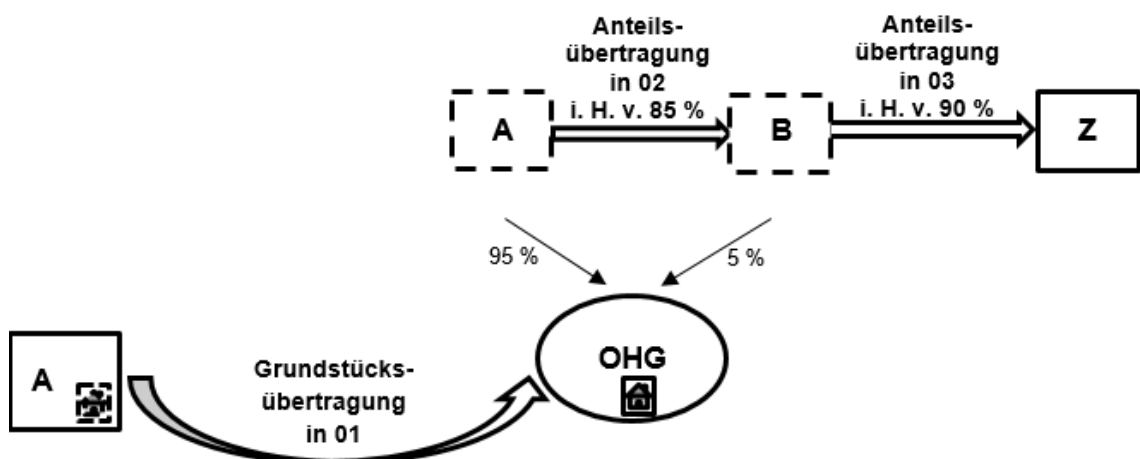 Anteils-
übertragung
in 02
i. H. v. 85 %
Anteils-
übertragung
in 03
i. H. v. 90 %
A
B
Z
95 %
5 %
OHG
A
Grundstücks-
übertragung
in 01